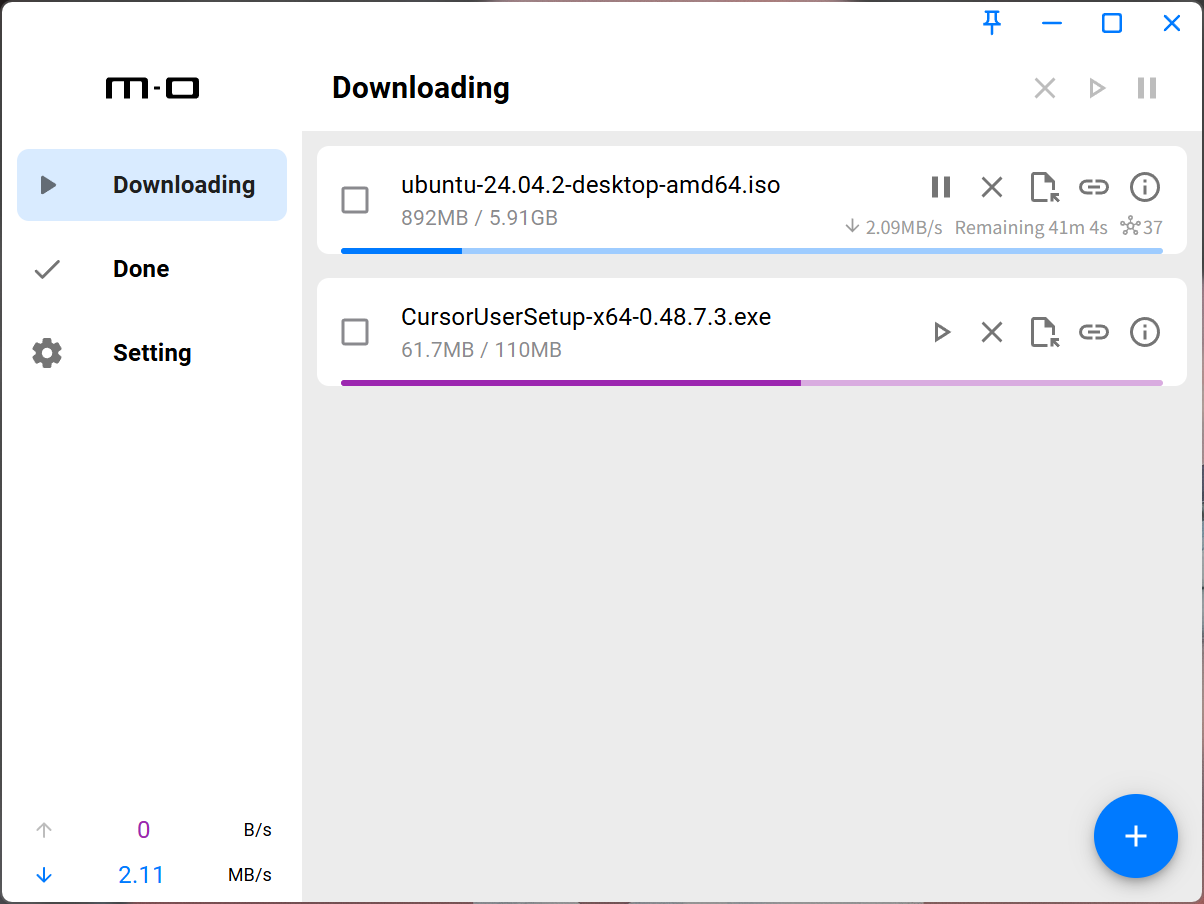 m-o
Downloading
Downloading
Done
Setting
ubuntu-24.04.2-desktop-amd64.iso
892MB / 5.91GB
2.09MB/s Remaining 41m 4s 37
CursorUserSetup-x64-0.48.7.3.exe
61.7MB / 110MB
0 B/s
2.11 MB/s